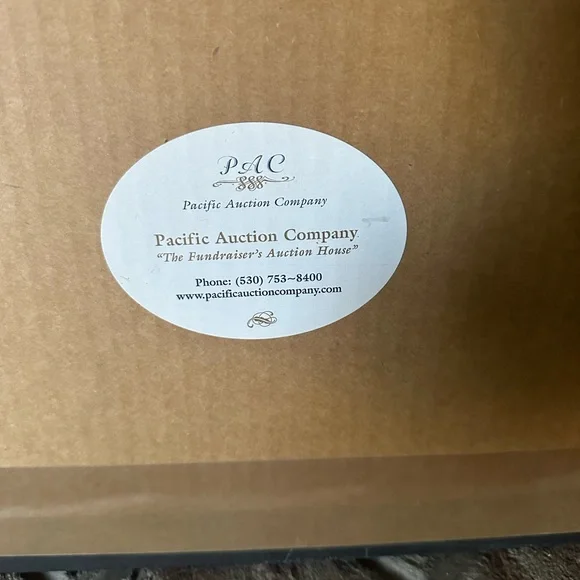 PAC
Pacific Auction Company
Pacific Auction Company
"The Fundraiser's Auction House"
Phone: (530) 753~8400
www.pacificauctioncompany.com